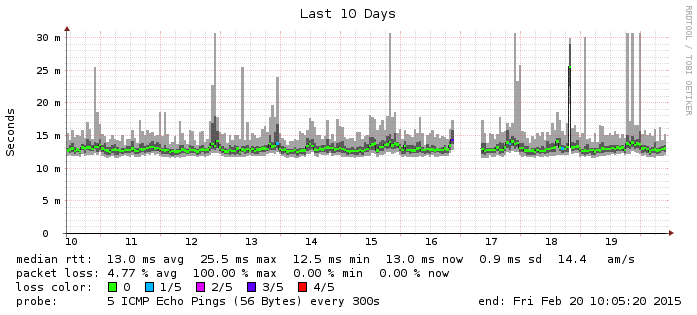 Last 10 Days
RRDTOOL / TOBI OETIKER
Seconds
30 m
25 m
20 m
15 m
10 m
5 m
0
10 11 12 13 14 15 16 17 18 19
median rtt: 13.0 ms avg 25.5 ms max 12.5 ms min 13.0 ms now 0.9 ms sd 14.4 am/s
packet loss: 4.77 % avg 100.00 % max 0.00 % min 0.00 % now
loss color: 0 1/5 2/5 3/5 4/5
probe: 5 ICMP Echo Pings (56 Bytes) every 300s end: Fri Feb 20 10:05:20 2015